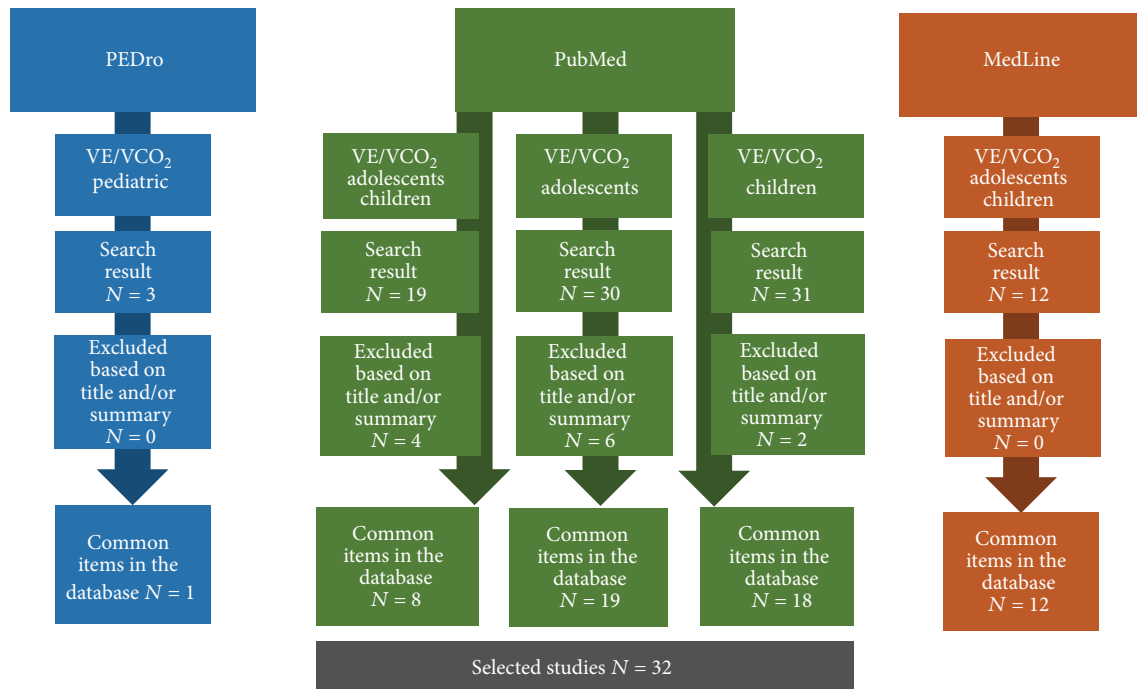 PEDro
VE/VCO₂
pediatric
Search
result
N = 3
Excluded
based on
title and/or
summary
N = 0
Common
items in the
database N = 1
PubMed
VE/VCO₂
adolescents
children
Search
result
N = 19
Excluded
based on
title and/or
summary
N = 4
Common
items in the
database
N = 8
VE/VCO₂
adolescents
Search
result
N = 30
Excluded
based on
title and/or
summary
N = 6
Common
items in the
database
N = 19
VE/VCO₂
children
Search
result
N = 31
Excluded
based on
title and/or
summary
N = 2
Common
items in the
database
N = 18
MedLine
VE/VCO₂
adolescents
children
Search
result
N = 12
Excluded
based on
title and/or
summary
N = 0
Common
items in the
database
N = 12
Selected studies N = 32